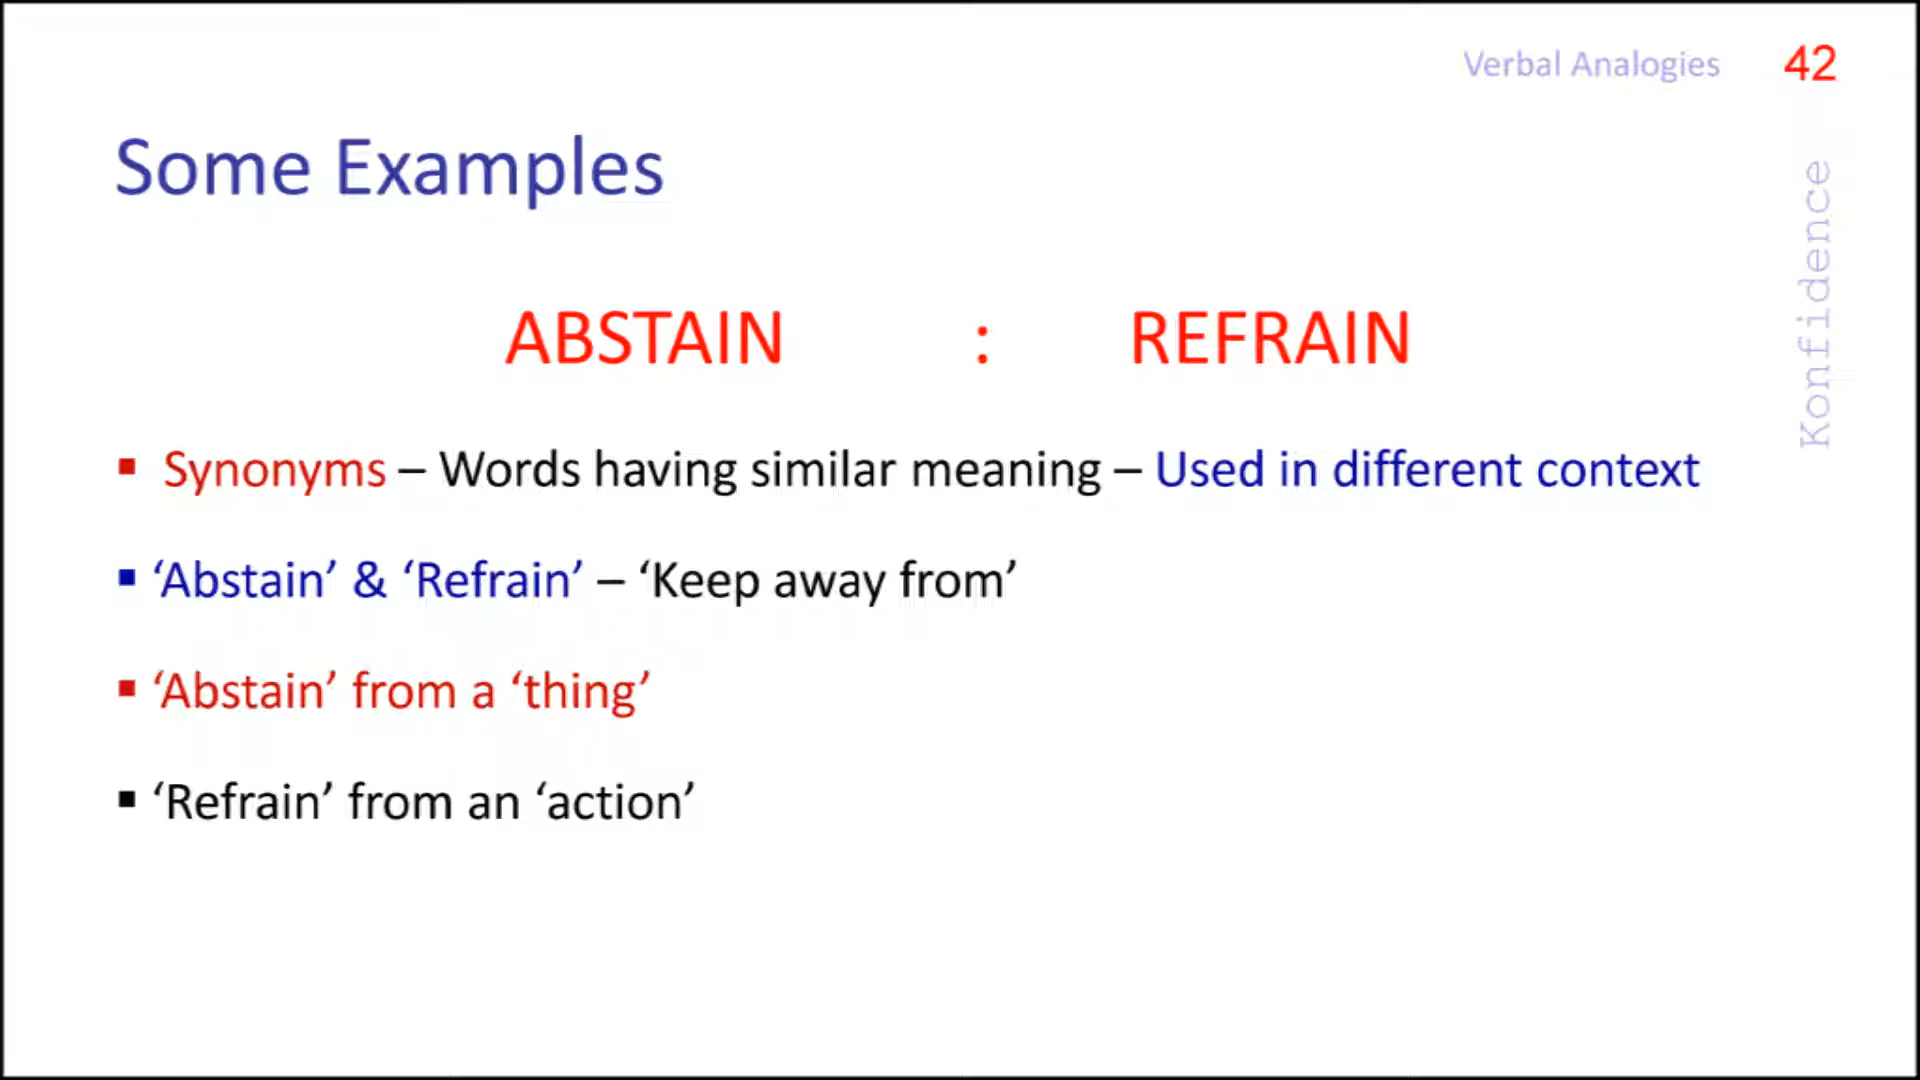 Verbal Analogies 42
Some Examples
Konfidence
ABSTAIN : REFRAIN
▪ Synonyms – Words having similar meaning – Used in different context
▪ ‘Abstain’ & ‘Refrain’ – ‘Keep away from’
▪ ‘Abstain’ from a ‘thing’
▪ ‘Refrain’ from an ‘action’